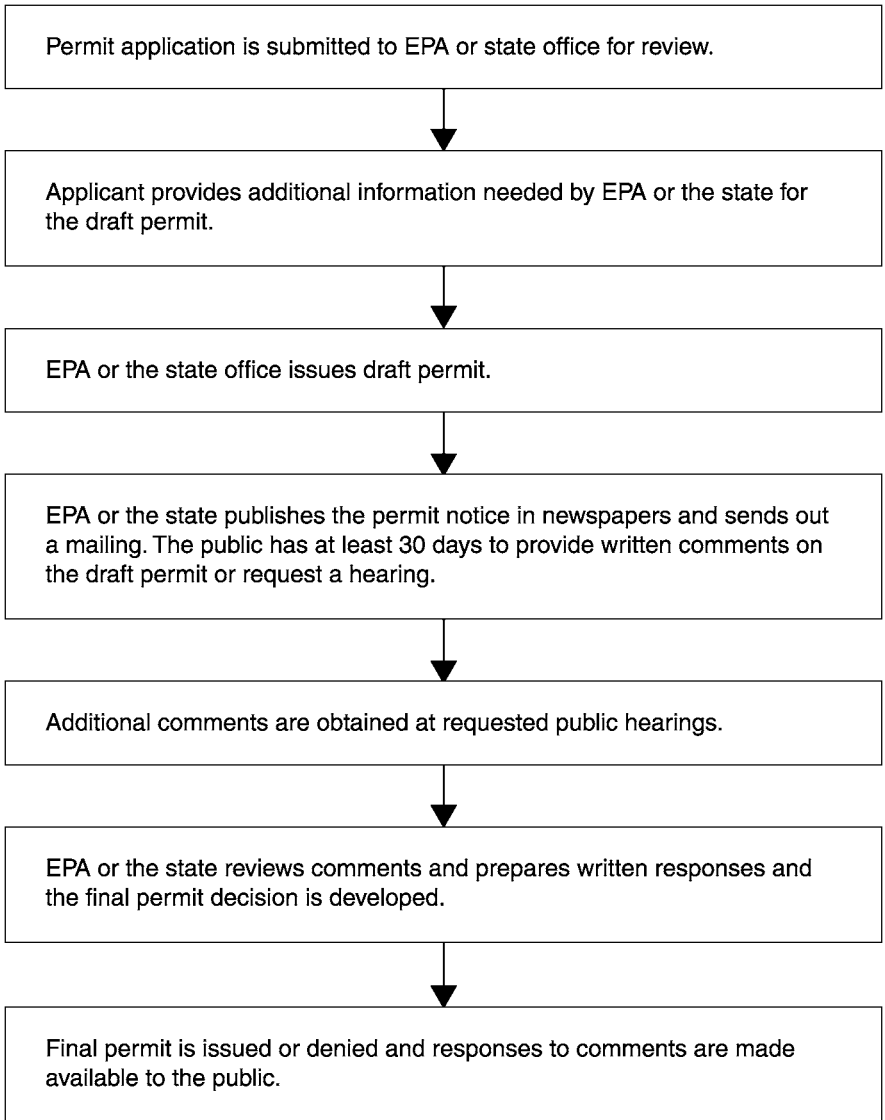 Permit application is submitted to EPA or state office for review.
Applicant provides additional information needed by EPA or the state for
the draft permit.
EPA or the state office issues draft permit.
EPA or the state publishes the permit notice in newspapers and sends out
a mailing. The public has at least 30 days to provide written comments on
the draft permit or request a hearing.
Additional comments are obtained at requested public hearings.
EPA or the state reviews comments and prepares written responses and
the final permit decision is developed.
Final permit is issued or denied and responses to comments are made
available to the public.